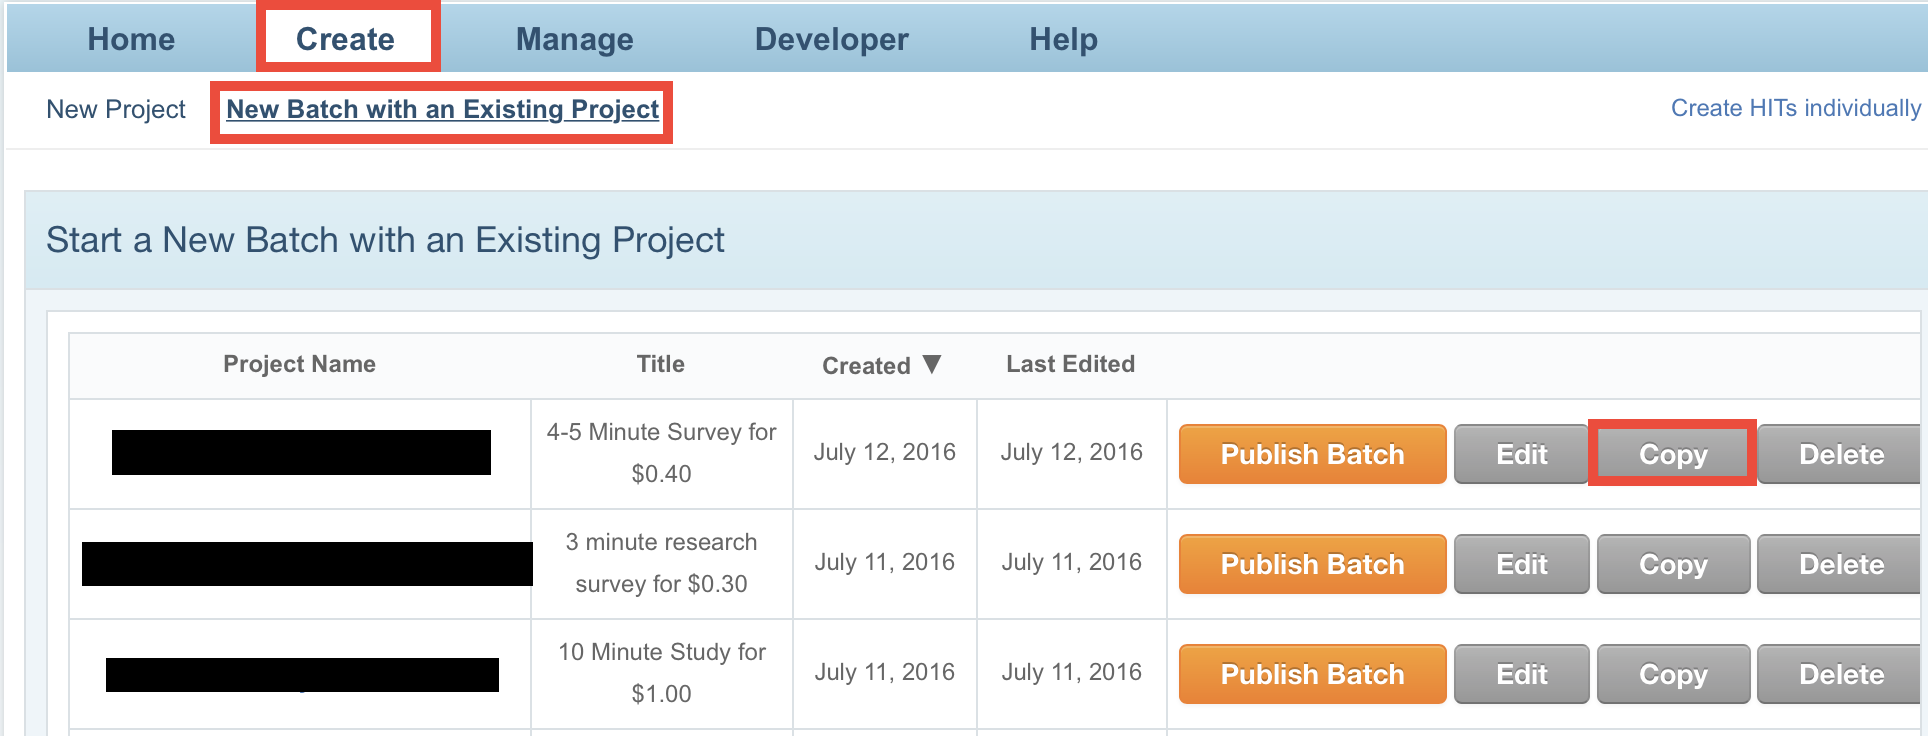 Home Create Manage Developer Help
New Project New Batch with an Existing Project Create HITs individually
Start a New Batch with an Existing Project
Project Name Title Created ▼ Last Edited
4-5 Minute Survey for
$0.40
July 12, 2016 July 12, 2016 Publish Batch Edit Copy Delete
3 minute research
survey for $0.30
July 11, 2016 July 11, 2016 Publish Batch Edit Copy Delete
10 Minute Study for
$1.00
July 11, 2016 July 11, 2016 Publish Batch Edit Copy Delete